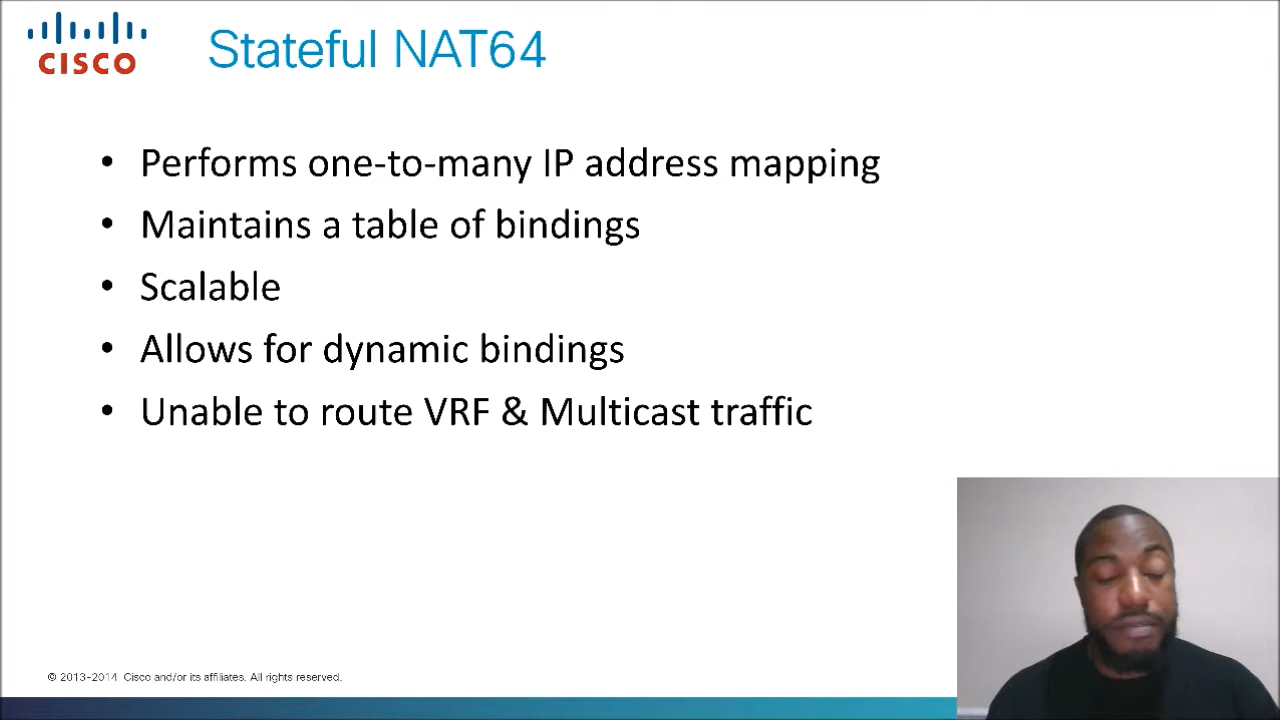 CISCO
Stateful NAT64
• Performs one-to-many IP address mapping
• Maintains a table of bindings
• Scalable
• Allows for dynamic bindings
• Unable to route VRF & Multicast traffic
© 2013-2014 Cisco and/or its affiliates. All rights reserved.